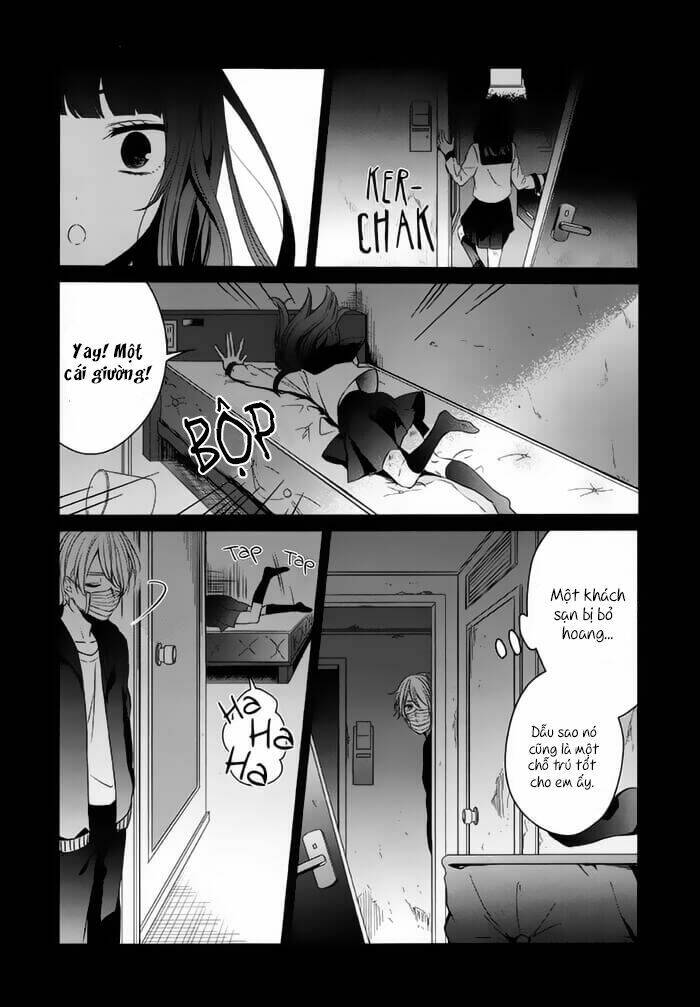 KER-
CHAK
Yay! Một
cái giường!
BỘP
Một khách
sạn bị bỏ
hoang...
Dẫu sao nó
cũng là một
chỗ trú tốt
cho em ấy.
TAP
TAP
Ha
Ha
Ha